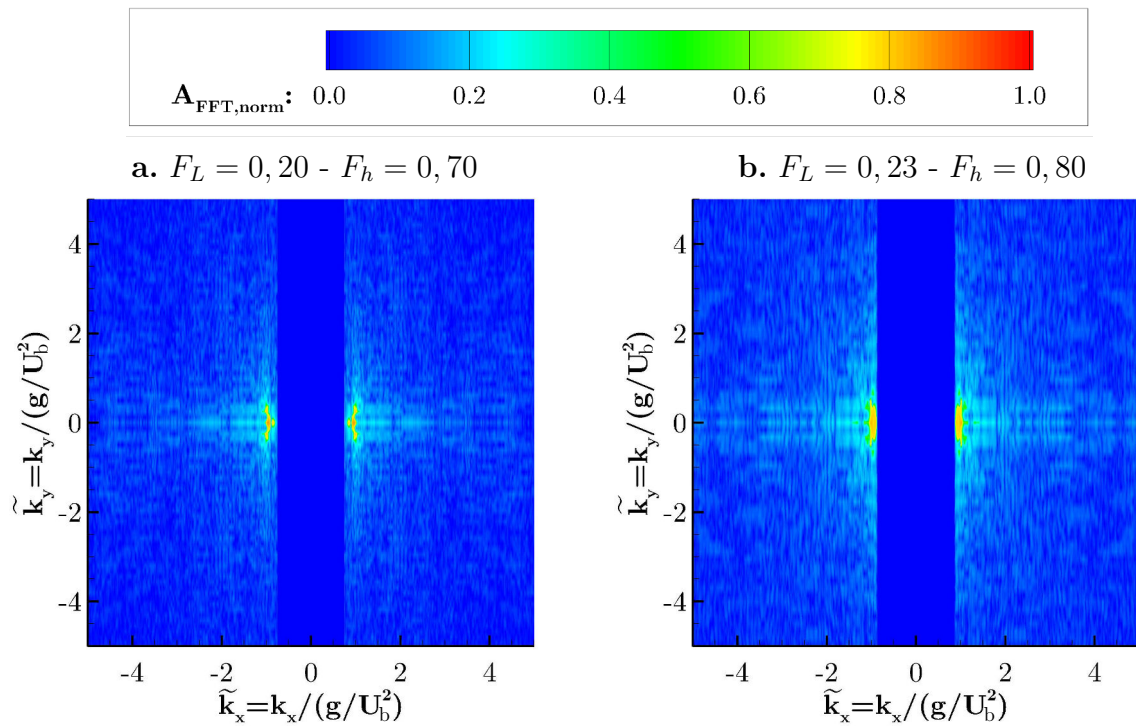 A_FFT,norm: 0.0 0.2 0.4 0.6 0.8 1.0
a. F_L = 0,20 - F_h = 0,70
b. F_L = 0,23 - F_h = 0,80
k̃_y=k_y/(g/U_b^2)
4
2
0
-2
-4
-4 -2 0 2 4
k̃_x=k_x/(g/U_b^2)
k̃_y=k_y/(g/U_b^2)
4
2
0
-2
-4
-4 -2 0 2 4
k̃_x=k_x/(g/U_b^2)